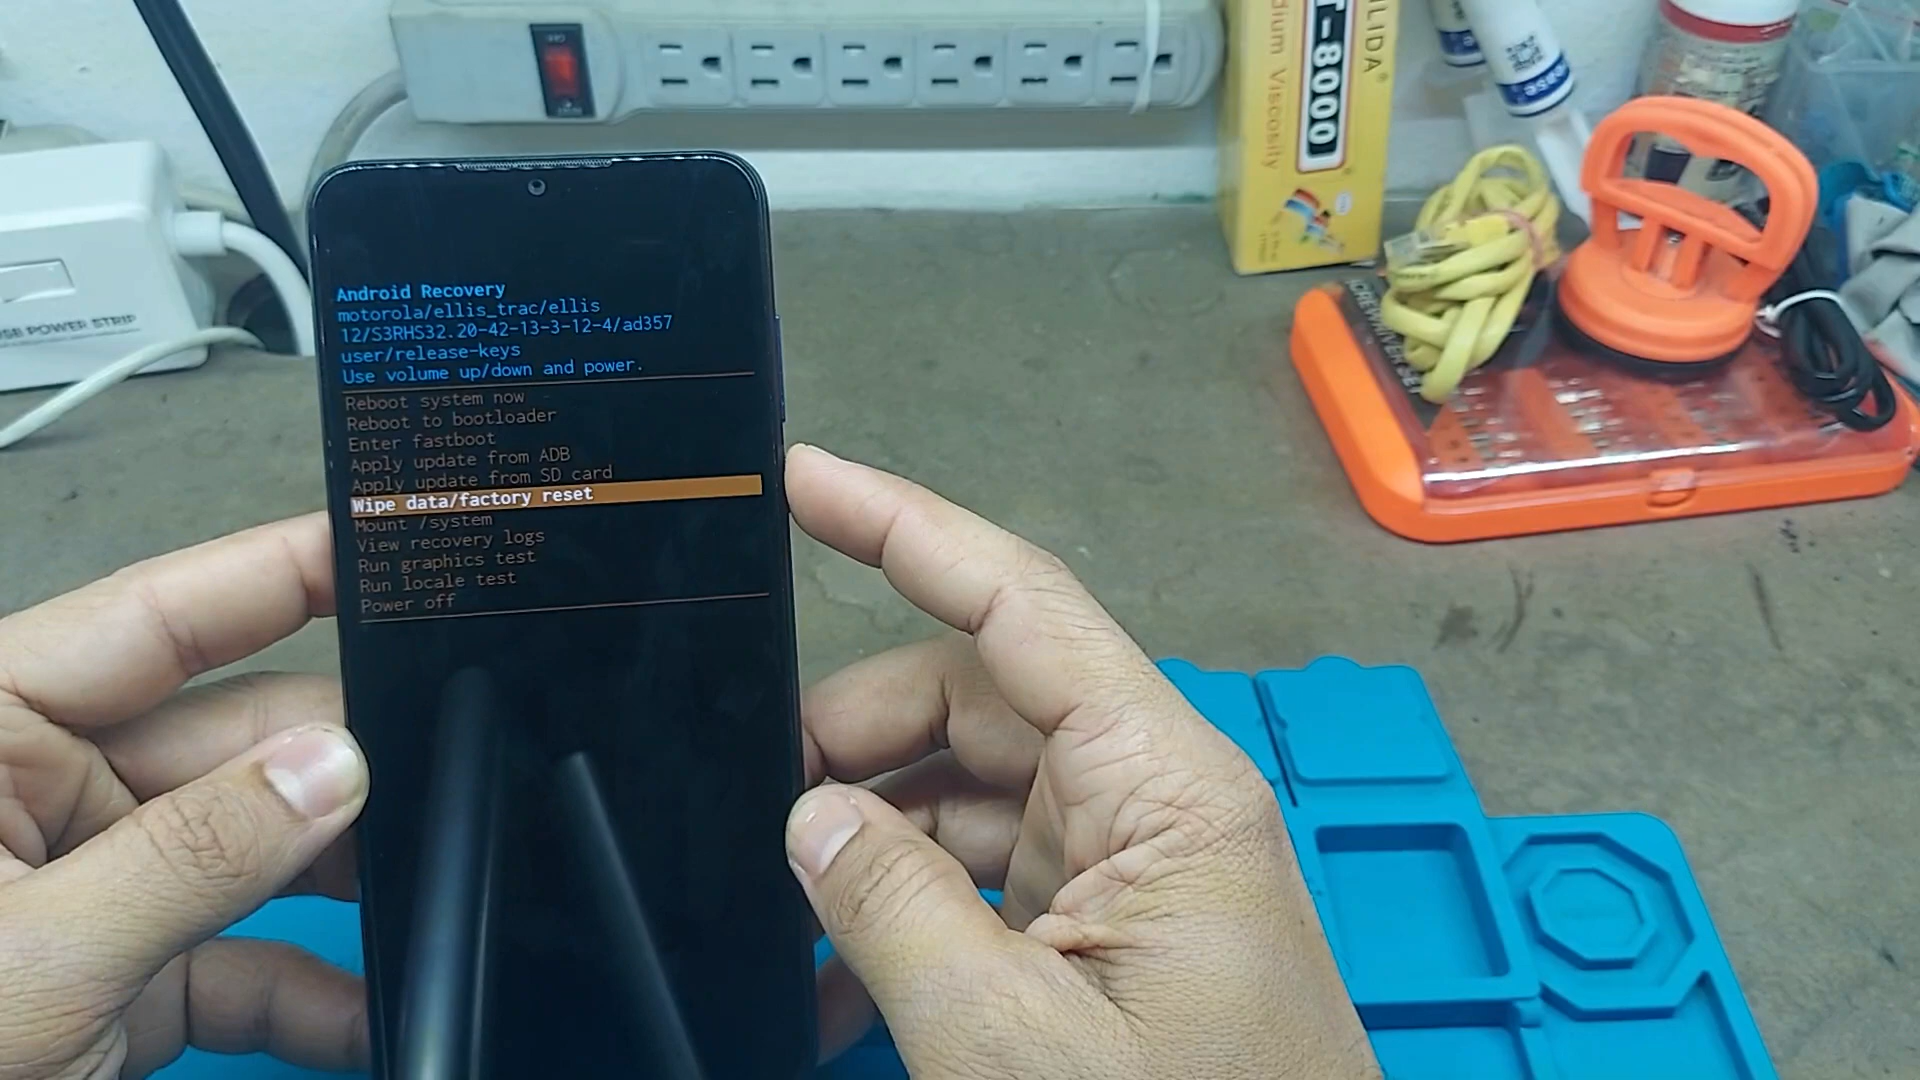 Android Recovery
motorola/ellis_trac/ellis
12/S3RHS32.20-42-13-3-12-4/ad357
user/release-keys
Use volume up/down and power.
Reboot system now
Reboot to bootloader
Enter fastboot
Apply update from ADB
Apply update from SD card
Wipe data/factory reset
Mount /system
View recovery logs
Run graphics test
Run locale test
Power off
USB POWER STRIP
T-8000
Viscosity